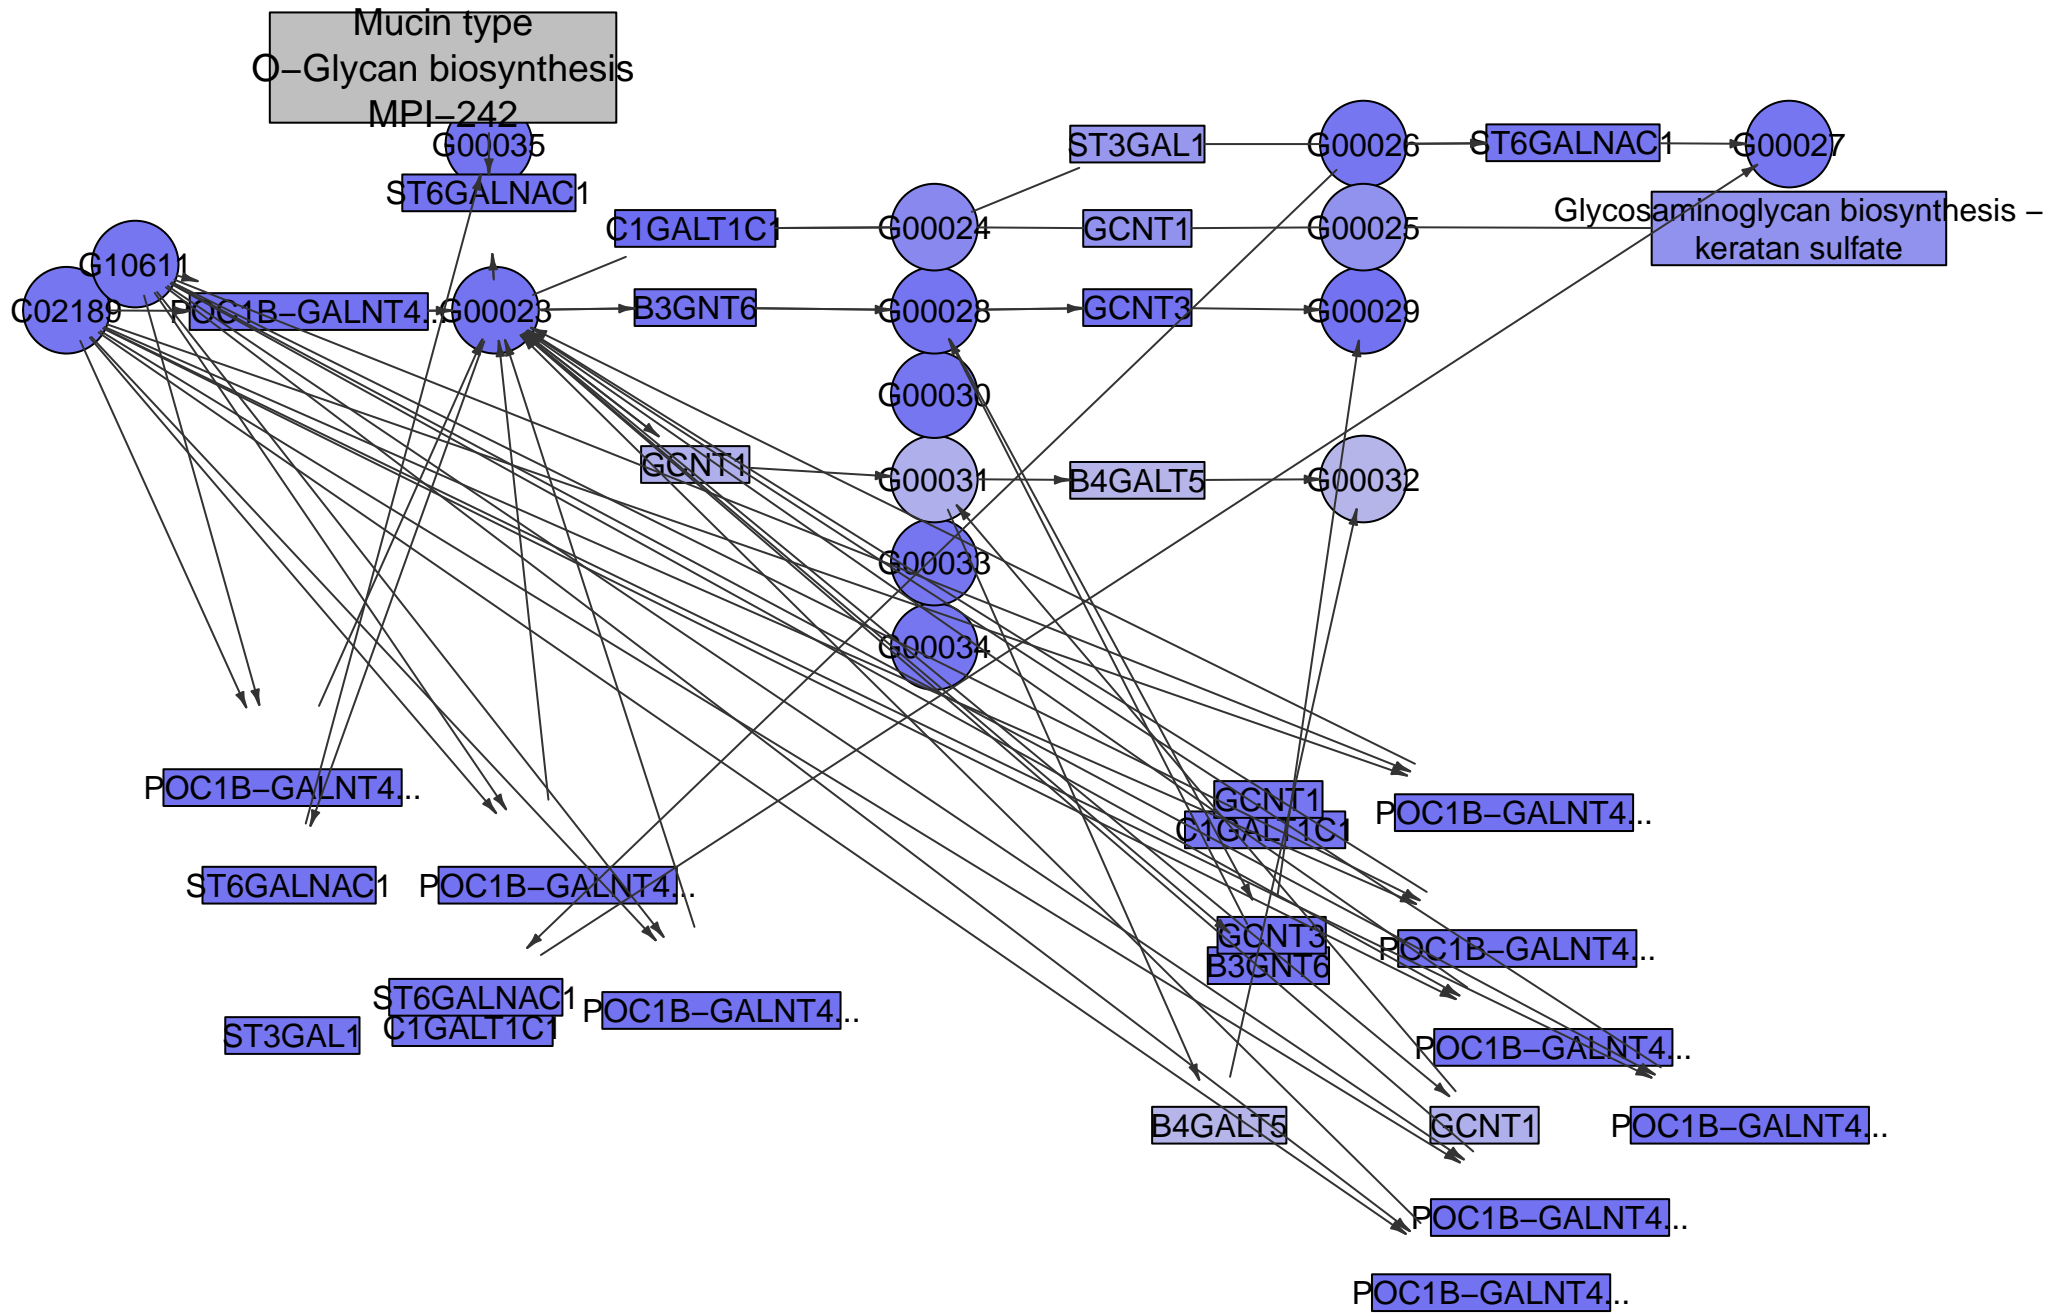 Mucin type
O–Glycan biosynthesis
MPI–242
G00035
ST6GALNAC1
ST3GAL1
G00026
ST6GALNAC1
G00027
C1GALT1C1
G00024
GCNT1
G00025
Glycosaminoglycan biosynthesis –
keratan sulfate
G10611
C02189
POC1B–GALNT4...
G00023
B3GNT6
G00028
GCNT3
G00029
G00030
GCNT1
G00031
B4GALT5
G00032
G00033
G00034
POC1B–GALNT4...
GCNT1
C1GALT1C1
POC1B–GALNT4...
ST6GALNAC1
POC1B–GALNT4...
GCNT3
B3GNT6
POC1B–GALNT4...
ST6GALNAC1
C1GALT1C1
ST3GAL1
POC1B–GALNT4...
POC1B–GALNT4...
B4GALT5
GCNT1
POC1B–GALNT4...
POC1B–GALNT4...
POC1B–GALNT4...